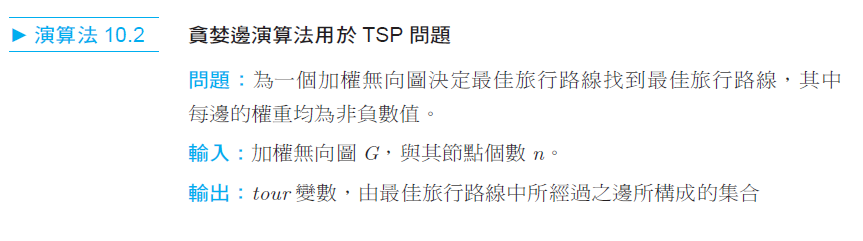 ▶ 演算法 10.2 貪婪邊演算法用於 TSP 問題
問題：為一個加權無向圖決定最佳旅行路線找到最佳旅行路線，其中
每邊的權重均為非負數值。
輸入：加權無向圖 G，與其節點個數 n。
輸出：tour 變數，由最佳旅行路線中所經過之邊所構成的集合